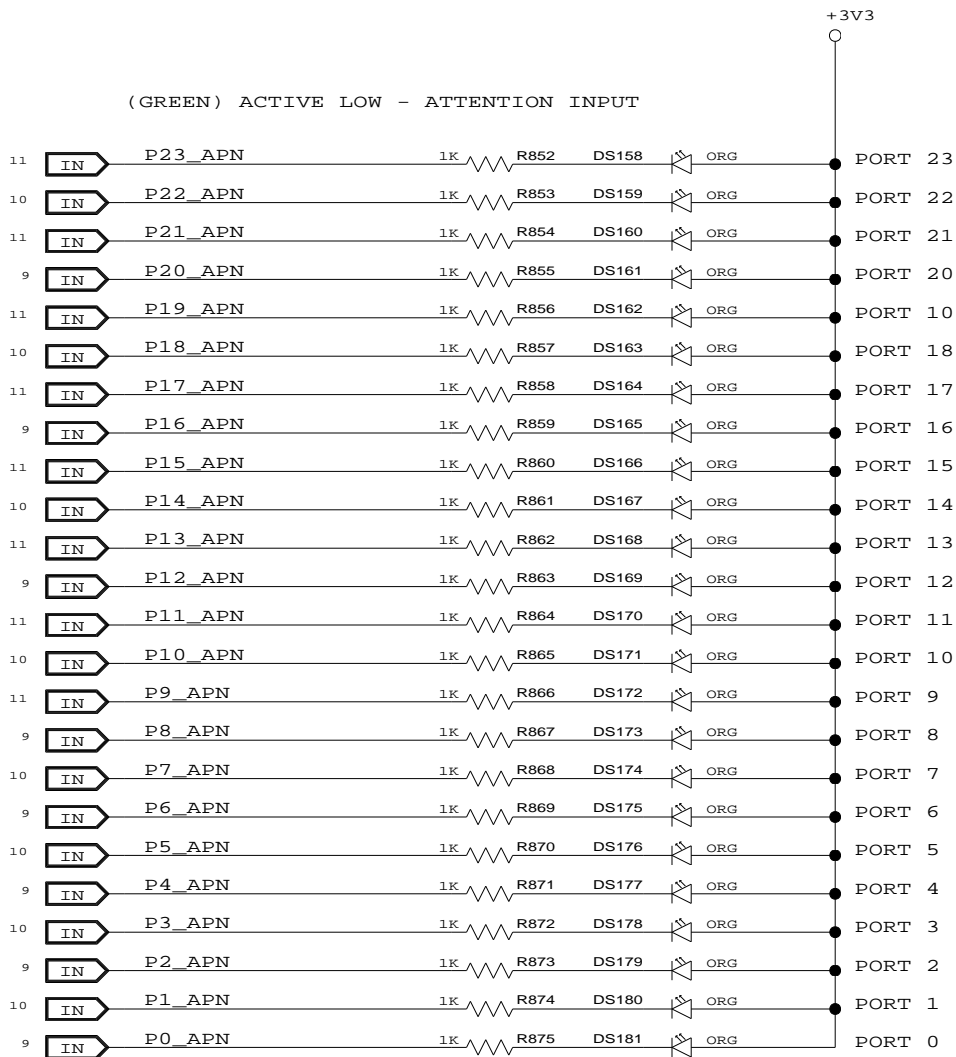 +3V3
(GREEN) ACTIVE LOW - ATTENTION INPUT
11 IN P23_APN 1K R852 DS158 ORG PORT 23
10 IN P22_APN 1K R853 DS159 ORG PORT 22
11 IN P21_APN 1K R854 DS160 ORG PORT 21
9 IN P20_APN 1K R855 DS161 ORG PORT 20
11 IN P19_APN 1K R856 DS162 ORG PORT 10
10 IN P18_APN 1K R857 DS163 ORG PORT 18
11 IN P17_APN 1K R858 DS164 ORG PORT 17
9 IN P16_APN 1K R859 DS165 ORG PORT 16
11 IN P15_APN 1K R860 DS166 ORG PORT 15
10 IN P14_APN 1K R861 DS167 ORG PORT 14
11 IN P13_APN 1K R862 DS168 ORG PORT 13
9 IN P12_APN 1K R863 DS169 ORG PORT 12
11 IN P11_APN 1K R864 DS170 ORG PORT 11
10 IN P10_APN 1K R865 DS171 ORG PORT 10
11 IN P9_APN 1K R866 DS172 ORG PORT 9
9 IN P8_APN 1K R867 DS173 ORG PORT 8
10 IN P7_APN 1K R868 DS174 ORG PORT 7
9 IN P6_APN 1K R869 DS175 ORG PORT 6
10 IN P5_APN 1K R870 DS176 ORG PORT 5
9 IN P4_APN 1K R871 DS177 ORG PORT 4
10 IN P3_APN 1K R872 DS178 ORG PORT 3
9 IN P2_APN 1K R873 DS179 ORG PORT 2
10 IN P1_APN 1K R874 DS180 ORG PORT 1
9 IN P0_APN 1K R875 DS181 ORG PORT 0